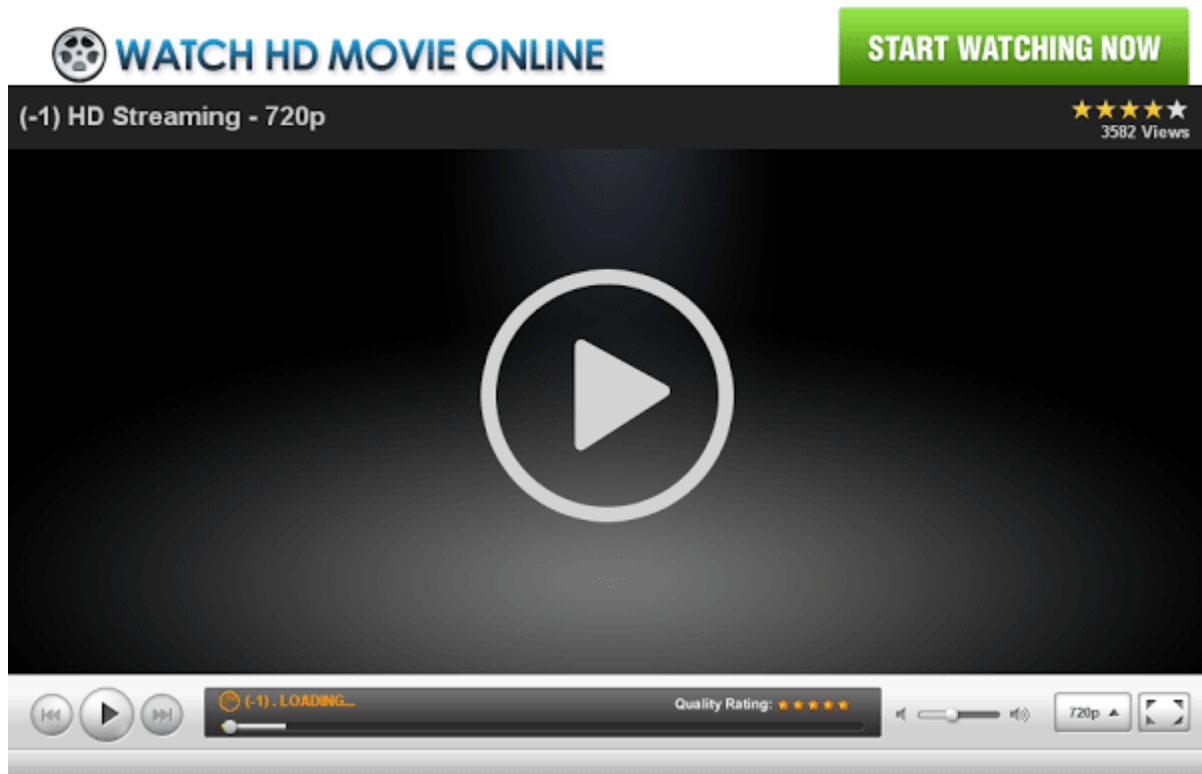 WATCH HD MOVIE ONLINE
START WATCHING NOW
(-1) HD Streaming - 720p
3582 Views
(-1) . LOADING...
Quality Rating:
720p